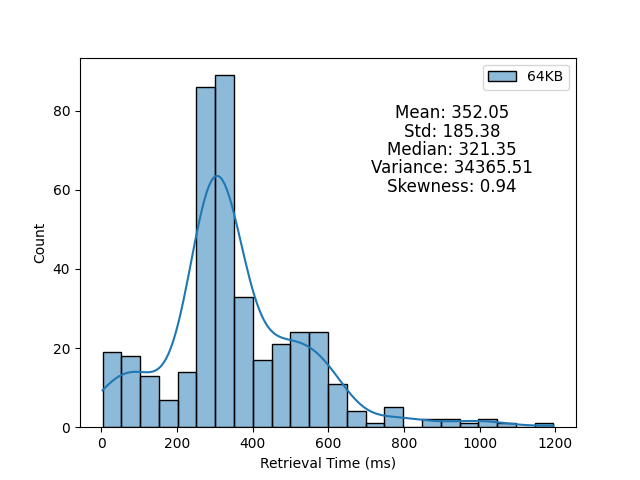 64KB
Mean: 352.05
Std: 185.38
Median: 321.35
Variance: 34365.51
Skewness: 0.94
Count
80
60
40
20
0
0 200 400 600 800 1000 1200
Retrieval Time (ms)